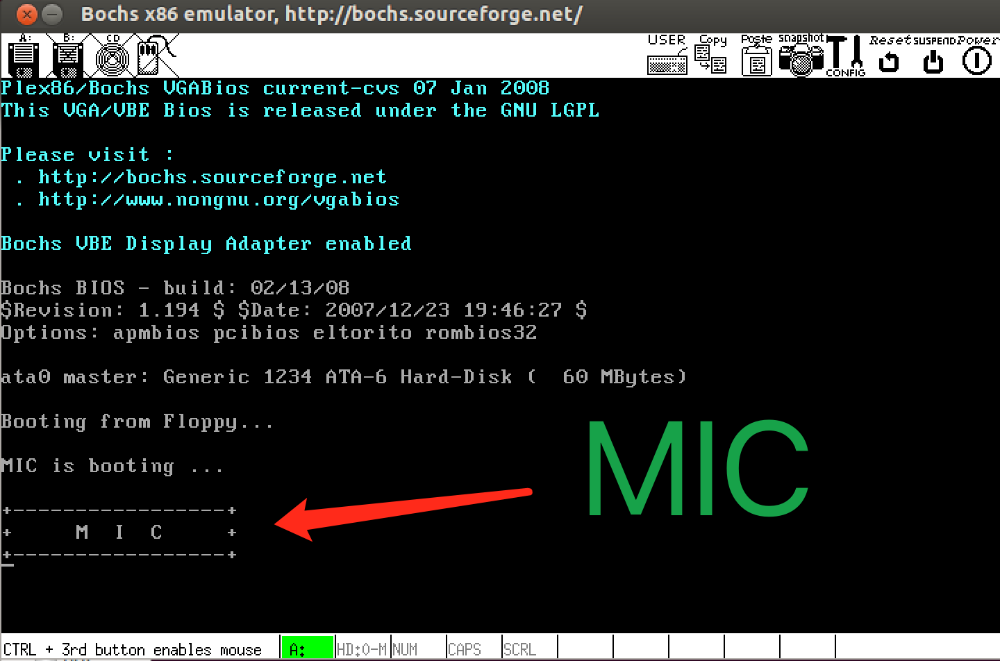 Bochs x86 emulator, http://bochs.sourceforge.net/
A: B: CD USER Copy Paste snapshot CONFIG Reset SUSPEND Power
Plex86/Bochs VGABios current-cvs 07 Jan 2008
This VGA/VBE Bios is released under the GNU LGPL
Please visit :
. http://bochs.sourceforge.net
. http://www.nongnu.org/vgabios
Bochs VBE Display Adapter enabled
Bochs BIOS - build: 02/13/08
$Revision: 1.194 $ $Date: 2007/12/23 19:46:27 $
Options: apmbios pcibios eltorito rombios32
ata0 master: Generic 1234 ATA-6 Hard-Disk (  60 MBytes)
Booting from Floppy...
MIC is booting ...
+-----------------+
+     M  I  C     +
+-----------------+
_
MIC
CTRL + 3rd button enables mouse A: HD:0-M NUM CAPS SCRL